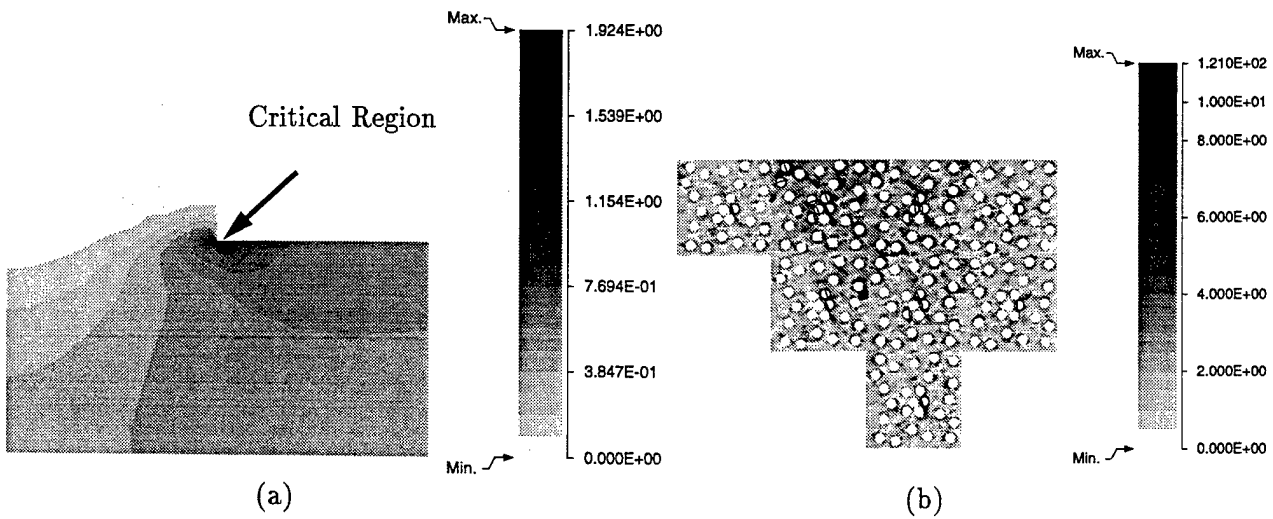 Max.
1.924E+00
1.539E+00
1.154E+00
7.694E-01
3.847E-01
0.000E+00
Min.
Critical Region
(a)
Max.
1.210E+02
1.000E+01
8.000E+00
6.000E+00
4.000E+00
2.000E+00
0.000E+00
Min.
(b)